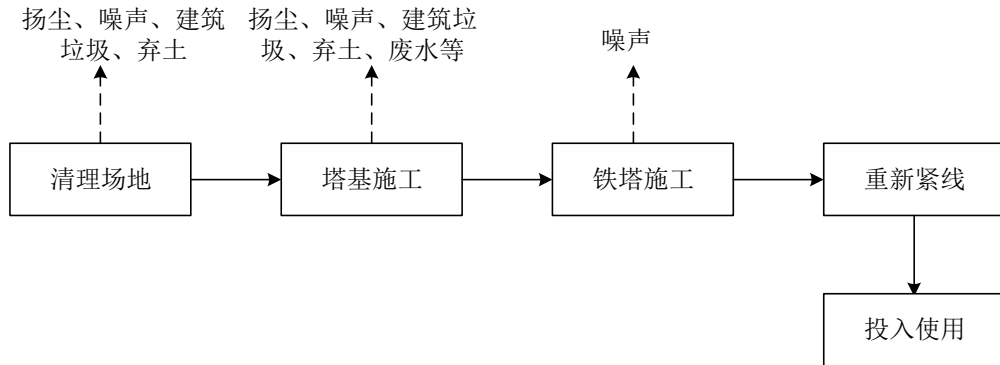 扬尘、噪声、建筑
垃圾、弃土
扬尘、噪声、建筑垃
圾、弃土、废水等
噪声
清理场地
塔基施工
铁塔施工
重新紧线
投入使用